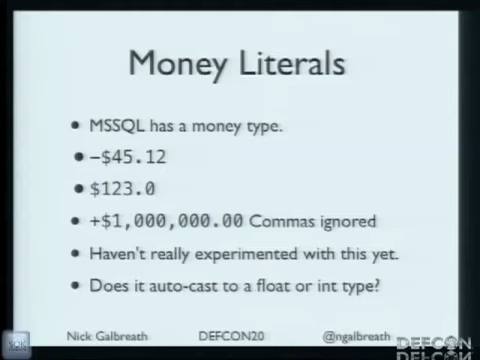 Money Literals
• MSSQL has a money type.
• -$45.12
• $123.0
• +$1,000,000.00 Commas ignored
• Haven't really experimented with this yet.
• Does it auto-cast to a float or int type?
Nick Galbreath DEFCON20 @ngalbreath
DEFCON
DEFCON